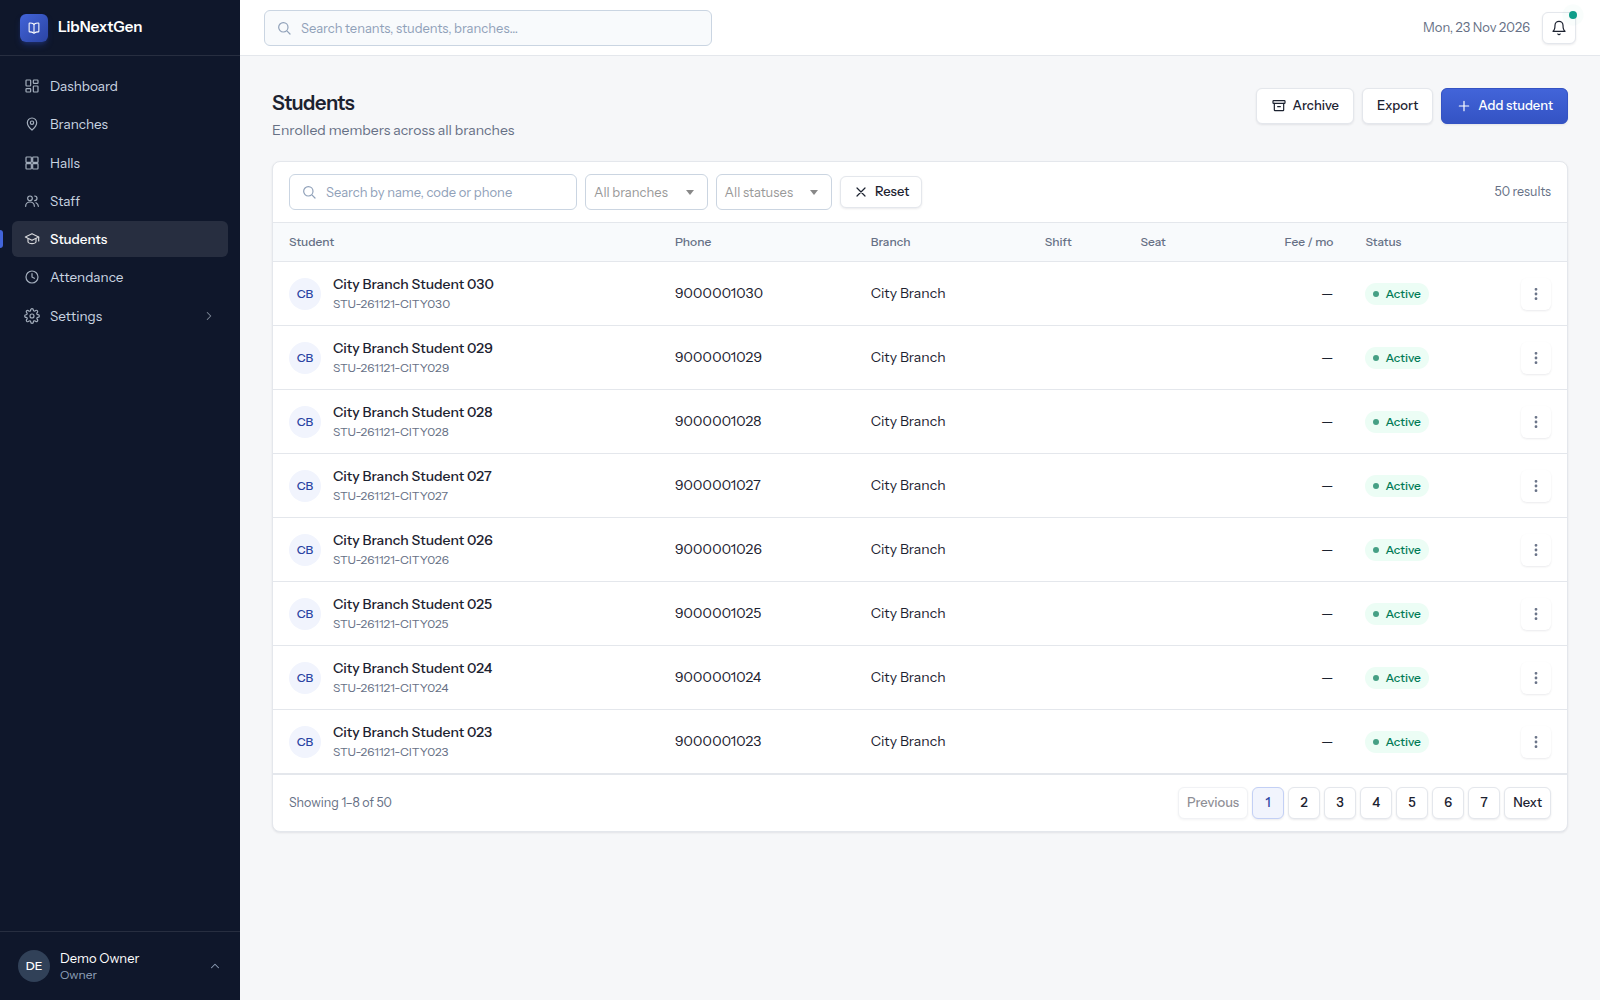 LibNextGen
Search tenants, students, branches...
Mon, 23 Nov 2026
Dashboard
Branches
Halls
Staff
Students
Attendance
Settings
Demo Owner
Owner
DE
Students
Enrolled members across all branches
Archive
Export
Add student
Search by name, code or phone
All branches
All statuses
Reset
50 results
Student Phone Branch Shift Seat Fee / mo Status
CB City Branch Student 030 9000001030 City Branch — Active
STU-261121-CITY030
CB City Branch Student 029 9000001029 City Branch — Active
STU-261121-CITY029
CB City Branch Student 028 9000001028 City Branch — Active
STU-261121-CITY028
CB City Branch Student 027 9000001027 City Branch — Active
STU-261121-CITY027
CB City Branch Student 026 9000001026 City Branch — Active
STU-261121-CITY026
CB City Branch Student 025 9000001025 City Branch — Active
STU-261121-CITY025
CB City Branch Student 024 9000001024 City Branch — Active
STU-261121-CITY024
CB City Branch Student 023 9000001023 City Branch — Active
STU-261121-CITY023
Showing 1–8 of 50
Previous 1 2 3 4 5 6 7 Next